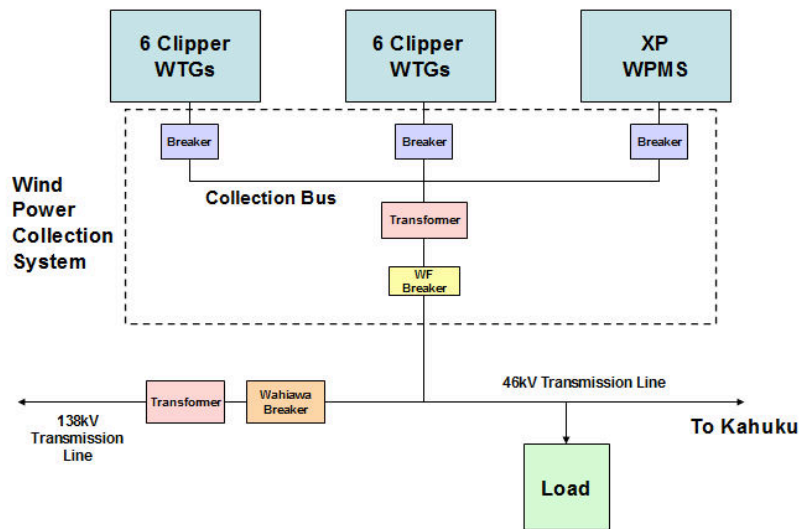 6 Clipper
WTGs
6 Clipper
WTGs
XP
WPMS
Breaker
Breaker
Breaker
Collection Bus
Wind
Power
Collection
System
Transformer
WF
Breaker
46kV Transmission Line
Transformer
Wahiawa
Breaker
138kV
Transmission
Line
To Kahuku
Load